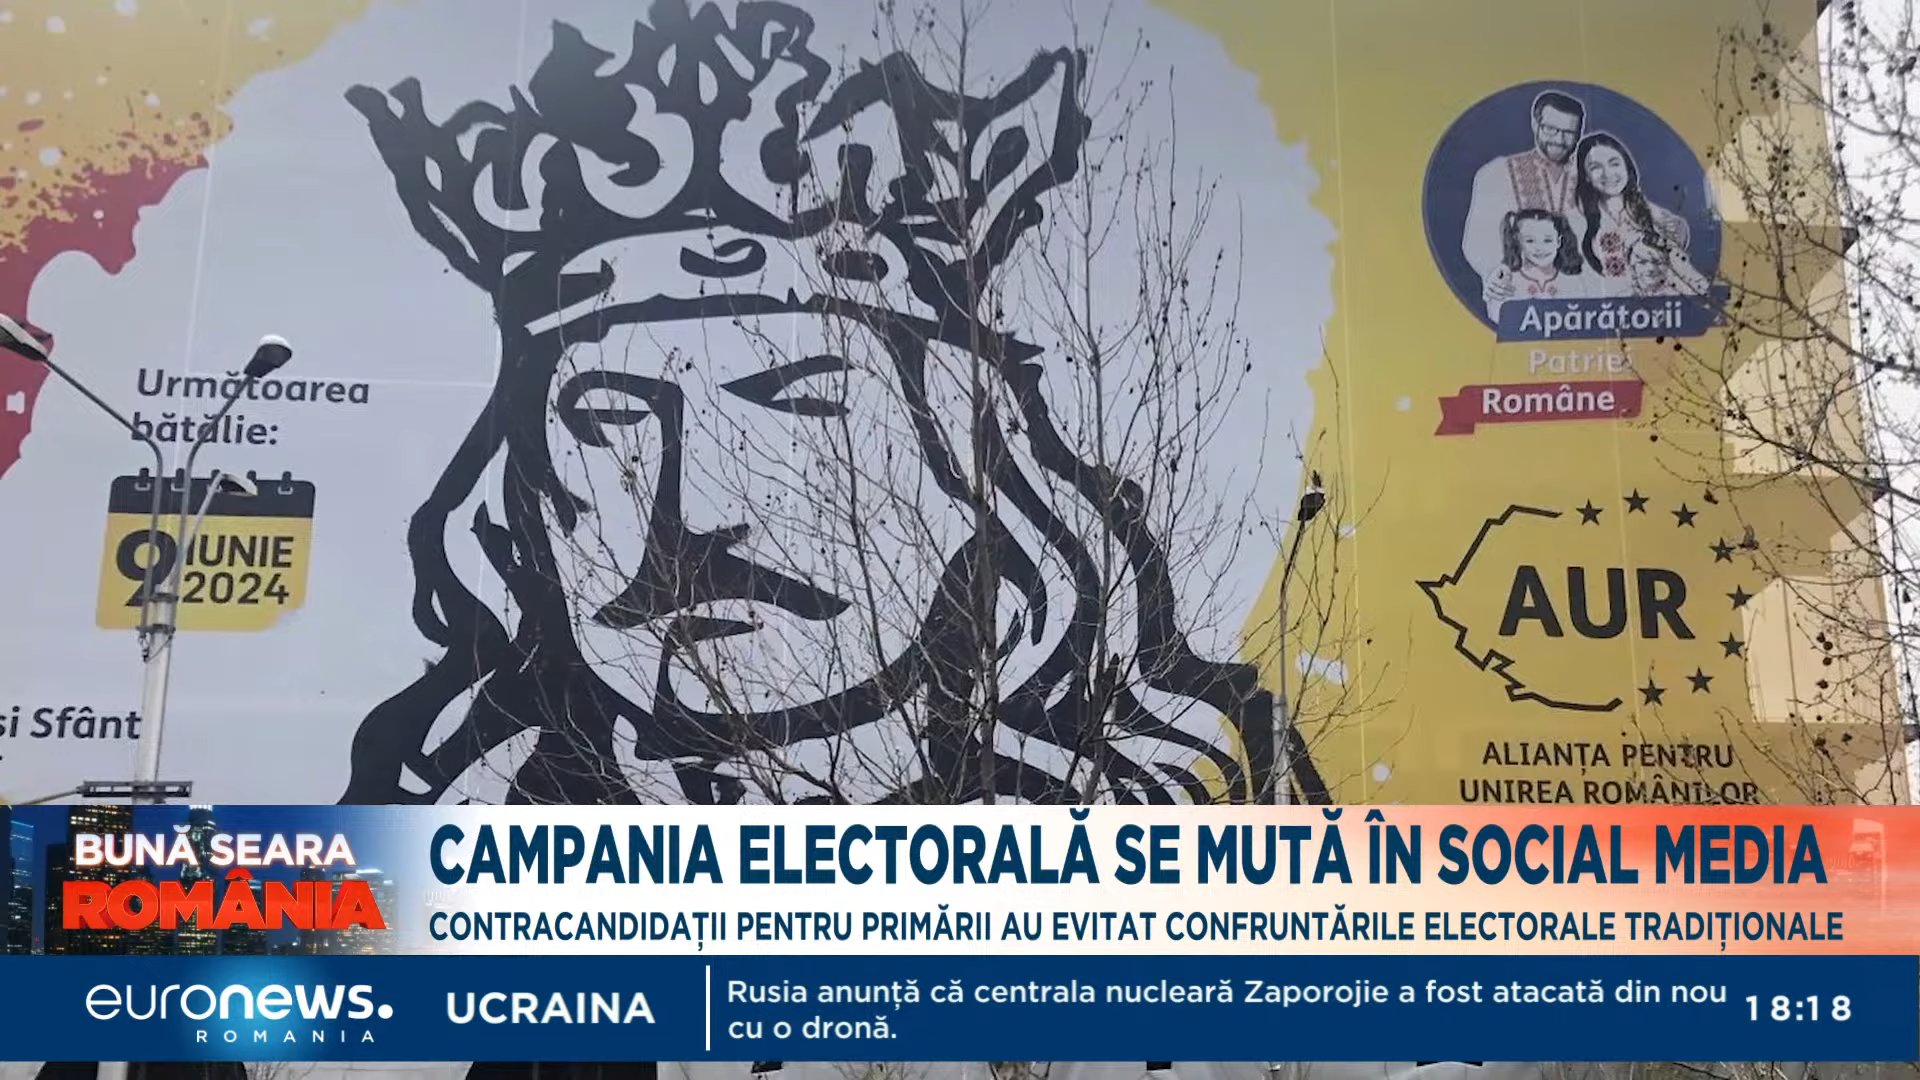 Următoarea
bătălie:
9 IUNIE
2024
și Sfânt
Apărătorii
Patriei
Române
AUR
ALIANȚA PENTRU
UNIREA ROMÂNILOR
BUNĂ SEARA
ROMÂNIA
CAMPANIA ELECTORALĂ SE MUTĂ ÎN SOCIAL MEDIA
CONTRACANDIDAȚII PENTRU PRIMĂRII AU EVITAT CONFRUNTĂRILE ELECTORALE TRADIȚIONALE
euronews.
ROMANIA
UCRAINA
Rusia anunță că centrala nucleară Zaporojie a fost atacată din nou
cu o dronă.
18:18